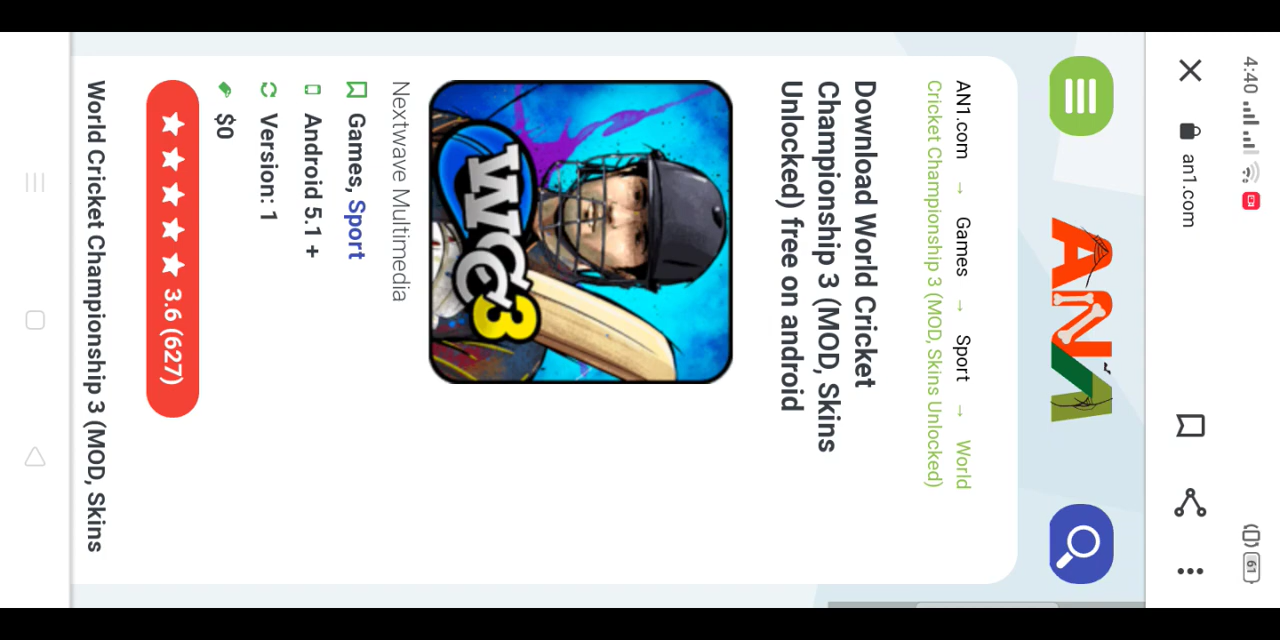 4:40
61
an1.com
AN1
AN1.com → Games → Sport → World
Cricket Championship 3 (MOD, Skins Unlocked)
Download World Cricket
Championship 3 (MOD, Skins
Unlocked) free on android
WCC3
Nextwave Multimedia
Games, Sport
Android 5.1 +
Version: 1
$0
3.6 (627)
World Cricket Championship 3 (MOD, Skins